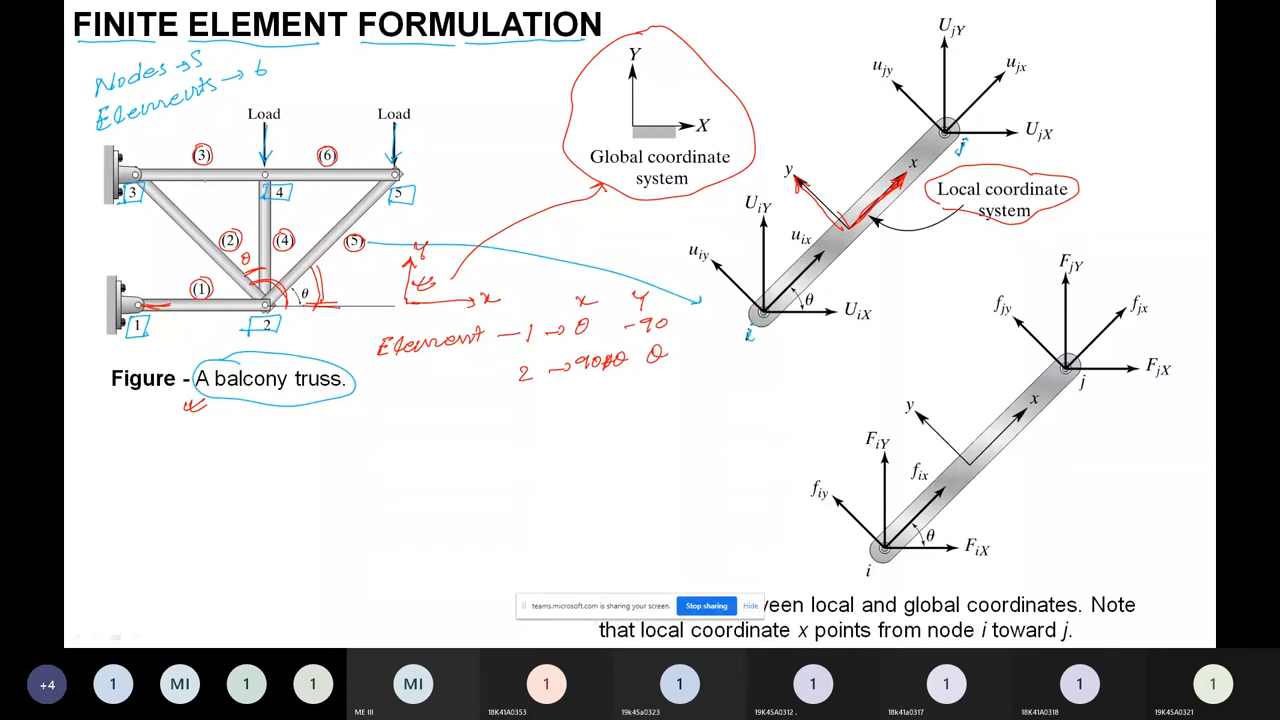 FINITE ELEMENT FORMULATION
Nodes → 5
Elements → 6
Load
Load
(3)
(6)
3
4
5
(2)
(4)
(5)
θ
(1)
θ
1
2
Figure - A balcony truss.
Y
X
Global coordinate
system
y
x
x y
Element - 1 → θ -90
2 → θ
U_jY
u_jy
u_jx
U_jX
j
x
y
Local coordinate
system
U_iY
u_ix
u_iy
θ
U_iX
i
F_jY
f_jy
f_jx
F_jX
j
x
y
F_iY
f_ix
f_iy
θ
F_iX
i
teams.microsoft.com is sharing your screen. Stop sharing Hide
ween local and global coordinates. Note
that local coordinate x points from node i toward j.
+4 1 MI 1 1 MI 1 1 1 1 1 1
ME III 18K41A0353 19k45a0323 19K45A0312 . 18k41a0317 18K41A0318 19K45A0321